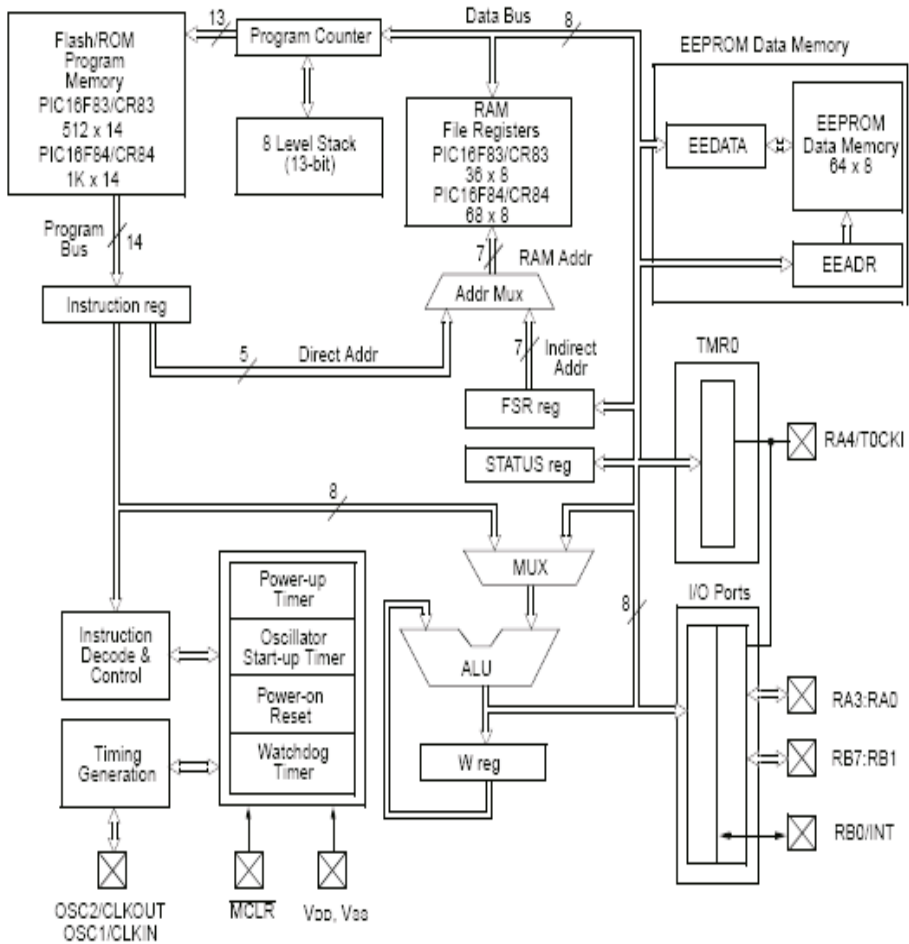 Flash/ROM
Program
Memory
PIC16F83/CR83
512 x 14
PIC16F84/CR84
1K x 14
13
Program Counter
Data Bus
8
8 Level Stack
(13-bit)
RAM
File Registers
PIC16F83/CR83
36 x 8
PIC16F84/CR84
68 x 8
EEPROM Data Memory
EEDATA
EEPROM
Data Memory
64 x 8
EEADR
Program
Bus
14
7
RAM Addr
Addr Mux
Instruction reg
5
Direct Addr
7
Indirect
Addr
FSR reg
STATUS reg
TMR0
RA4/T0CKI
8
MUX
8
I/O Ports
Power-up
Timer
Oscillator
Start-up Timer
Power-on
Reset
Watchdog
Timer
Instruction
Decode &
Control
Timing
Generation
ALU
W reg
RA3:RA0
RB7:RB1
RB0/INT
OSC2/CLKOUT
OSC1/CLKIN
MCLR
VDD, VSS